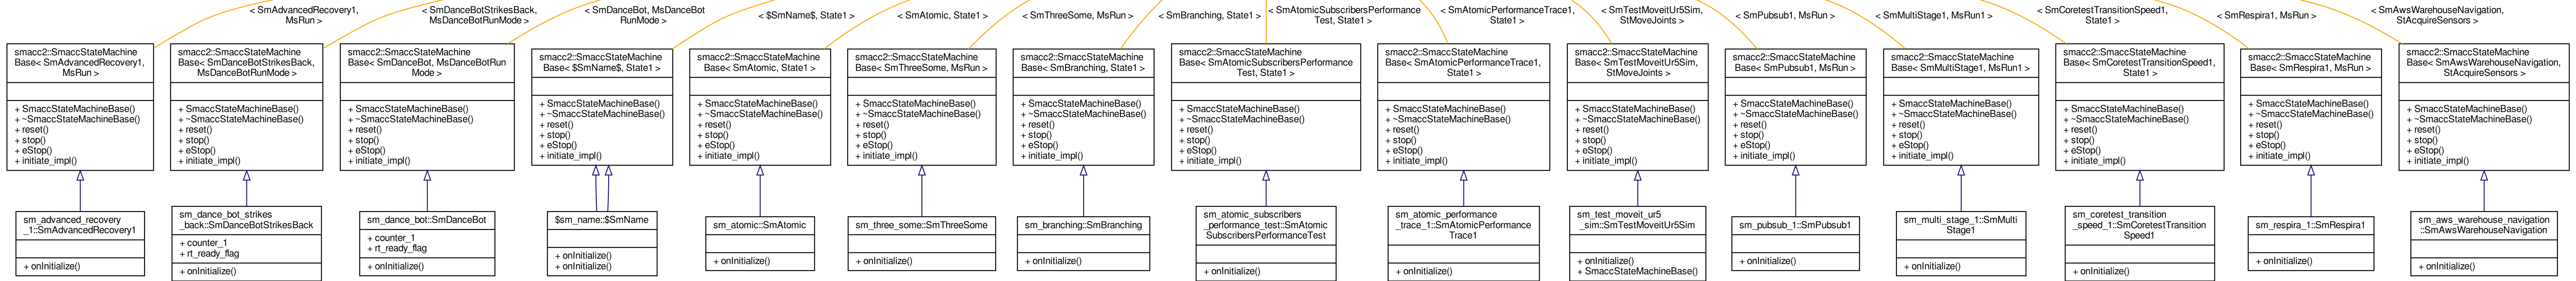 < SmAdvancedRecovery1,
MsRun >
< SmDanceBotStrikesBack,
MsDanceBotRunMode >
< SmDanceBot, MsDanceBot
RunMode >
< $SmName$, State1 >
< SmAtomic, State1 >
< SmThreeSome, MsRun >
< SmBranching, State1 >
< SmAtomicSubscribersPerformance
Test, State1 >
< SmAtomicPerformanceTrace1,
State1 >
< SmTestMoveitUr5Sim,
StMoveJoints >
< SmPubsub1, MsRun >
< SmMultiStage1, MsRun1 >
< SmCoretestTransitionSpeed1,
State1 >
< SmRespira1, MsRun >
< SmAwsWarehouseNavigation,
StAcquireSensors >
smacc2::SmaccStateMachine
Base< SmAdvancedRecovery1,
MsRun >
+ SmaccStateMachineBase()
+ ~SmaccStateMachineBase()
+ reset()
+ stop()
+ eStop()
+ initiate_impl()
smacc2::SmaccStateMachine
Base< SmDanceBotStrikesBack,
MsDanceBotRunMode >
+ SmaccStateMachineBase()
+ ~SmaccStateMachineBase()
+ reset()
+ stop()
+ eStop()
+ initiate_impl()
smacc2::SmaccStateMachine
Base< SmDanceBot, MsDanceBotRun
Mode >
+ SmaccStateMachineBase()
+ ~SmaccStateMachineBase()
+ reset()
+ stop()
+ eStop()
+ initiate_impl()
smacc2::SmaccStateMachine
Base< $SmName$, State1 >
+ SmaccStateMachineBase()
+ ~SmaccStateMachineBase()
+ reset()
+ stop()
+ eStop()
+ initiate_impl()
smacc2::SmaccStateMachine
Base< SmAtomic, State1 >
+ SmaccStateMachineBase()
+ ~SmaccStateMachineBase()
+ reset()
+ stop()
+ eStop()
+ initiate_impl()
smacc2::SmaccStateMachine
Base< SmThreeSome, MsRun >
+ SmaccStateMachineBase()
+ ~SmaccStateMachineBase()
+ reset()
+ stop()
+ eStop()
+ initiate_impl()
smacc2::SmaccStateMachine
Base< SmBranching, State1 >
+ SmaccStateMachineBase()
+ ~SmaccStateMachineBase()
+ reset()
+ stop()
+ eStop()
+ initiate_impl()
smacc2::SmaccStateMachine
Base< SmAtomicSubscribersPerformance
Test, State1 >
+ SmaccStateMachineBase()
+ ~SmaccStateMachineBase()
+ reset()
+ stop()
+ eStop()
+ initiate_impl()
smacc2::SmaccStateMachine
Base< SmAtomicPerformanceTrace1,
State1 >
+ SmaccStateMachineBase()
+ ~SmaccStateMachineBase()
+ reset()
+ stop()
+ eStop()
+ initiate_impl()
smacc2::SmaccStateMachine
Base< SmTestMoveitUr5Sim,
StMoveJoints >
+ SmaccStateMachineBase()
+ ~SmaccStateMachineBase()
+ reset()
+ stop()
+ eStop()
+ initiate_impl()
smacc2::SmaccStateMachine
Base< SmPubsub1, MsRun >
+ SmaccStateMachineBase()
+ ~SmaccStateMachineBase()
+ reset()
+ stop()
+ eStop()
+ initiate_impl()
smacc2::SmaccStateMachine
Base< SmMultiStage1, MsRun1 >
+ SmaccStateMachineBase()
+ ~SmaccStateMachineBase()
+ reset()
+ stop()
+ eStop()
+ initiate_impl()
smacc2::SmaccStateMachine
Base< SmCoretestTransitionSpeed1,
State1 >
+ SmaccStateMachineBase()
+ ~SmaccStateMachineBase()
+ reset()
+ stop()
+ eStop()
+ initiate_impl()
smacc2::SmaccStateMachine
Base< SmRespira1, MsRun >
+ SmaccStateMachineBase()
+ ~SmaccStateMachineBase()
+ reset()
+ stop()
+ eStop()
+ initiate_impl()
smacc2::SmaccStateMachine
Base< SmAwsWarehouseNavigation,
StAcquireSensors >
+ SmaccStateMachineBase()
+ ~SmaccStateMachineBase()
+ reset()
+ stop()
+ eStop()
+ initiate_impl()
sm_advanced_recovery
_1::SmAdvancedRecovery1
+ onInitialize()
sm_dance_bot_strikes
_back::SmDanceBotStrikesBack
+ counter_1
+ rt_ready_flag
+ onInitialize()
sm_dance_bot::SmDanceBot
+ counter_1
+ rt_ready_flag
+ onInitialize()
$sm_name::$SmName
+ onInitialize()
+ onInitialize()
sm_atomic::SmAtomic
+ onInitialize()
sm_three_some::SmThreeSome
+ onInitialize()
sm_branching::SmBranching
+ onInitialize()
sm_atomic_subscribers
_performance_test::SmAtomic
SubscribersPerformanceTest
+ onInitialize()
sm_atomic_performance
_trace_1::SmAtomicPerformance
Trace1
+ onInitialize()
sm_test_moveit_ur5
_sim::SmTestMoveitUr5Sim
+ onInitialize()
+ SmaccStateMachineBase()
sm_pubsub_1::SmPubsub1
+ onInitialize()
sm_multi_stage_1::SmMulti
Stage1
+ onInitialize()
sm_coretest_transition
_speed_1::SmCoretestTransition
Speed1
+ onInitialize()
sm_respira_1::SmRespira1
+ onInitialize()
sm_aws_warehouse_navigation
::SmAwsWarehouseNavigation
+ onInitialize()